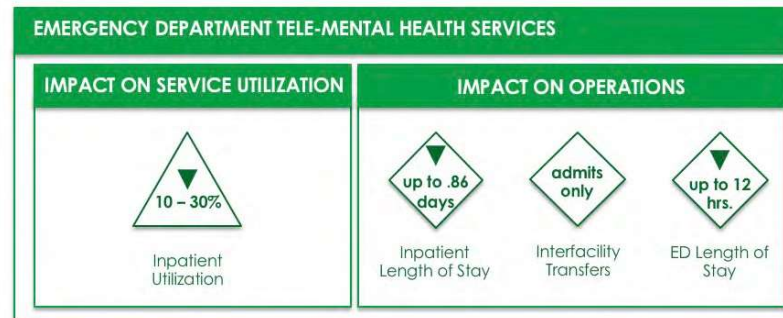 EMERGENCY DEPARTMENT TELE-MENTAL HEALTH SERVICES
IMPACT ON SERVICE UTILIZATION
10 – 30%
Inpatient
Utilization
IMPACT ON OPERATIONS
up to .86
days
Inpatient
Length of Stay
admits
only
Interfacility
Transfers
up to 12
hrs.
ED Length of
Stay